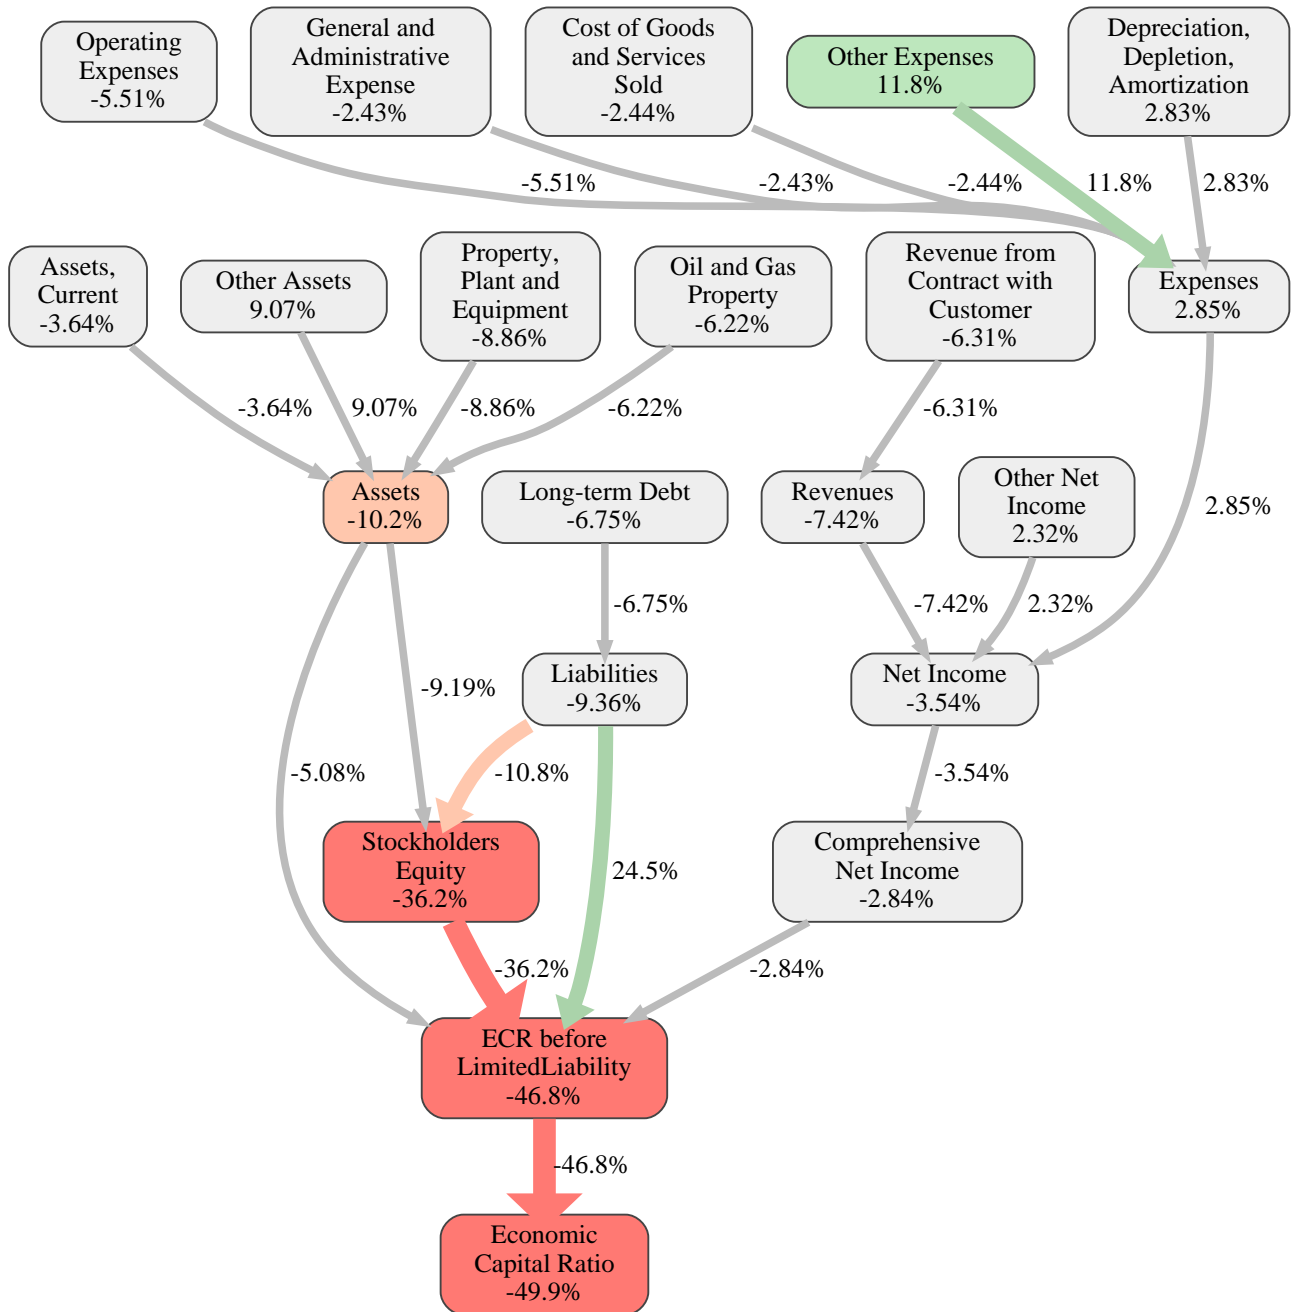 Operating
Expenses
-5.51%
General and
Administrative
Expense
-2.43%
Cost of Goods
and Services
Sold
-2.44%
Other Expenses
11.8%
Depreciation,
Depletion,
Amortization
2.83%
-5.51%
-2.43%
-2.44%
11.8%
2.83%
Assets,
Current
-3.64%
Other Assets
9.07%
Property,
Plant and
Equipment
-8.86%
Oil and Gas
Property
-6.22%
Revenue from
Contract with
Customer
-6.31%
Expenses
2.85%
-3.64%
9.07%
-8.86%
-6.22%
-6.31%
2.85%
Assets
-10.2%
Long-term Debt
-6.75%
Revenues
-7.42%
Other Net
Income
2.32%
-6.75%
-7.42%
2.32%
Liabilities
-9.36%
Net Income
-3.54%
-9.19%
-5.08%
-10.8%
24.5%
-3.54%
Stockholders
Equity
-36.2%
Comprehensive
Net Income
-2.84%
-36.2%
-2.84%
ECR before
LimitedLiability
-46.8%
-46.8%
Economic
Capital Ratio
-49.9%